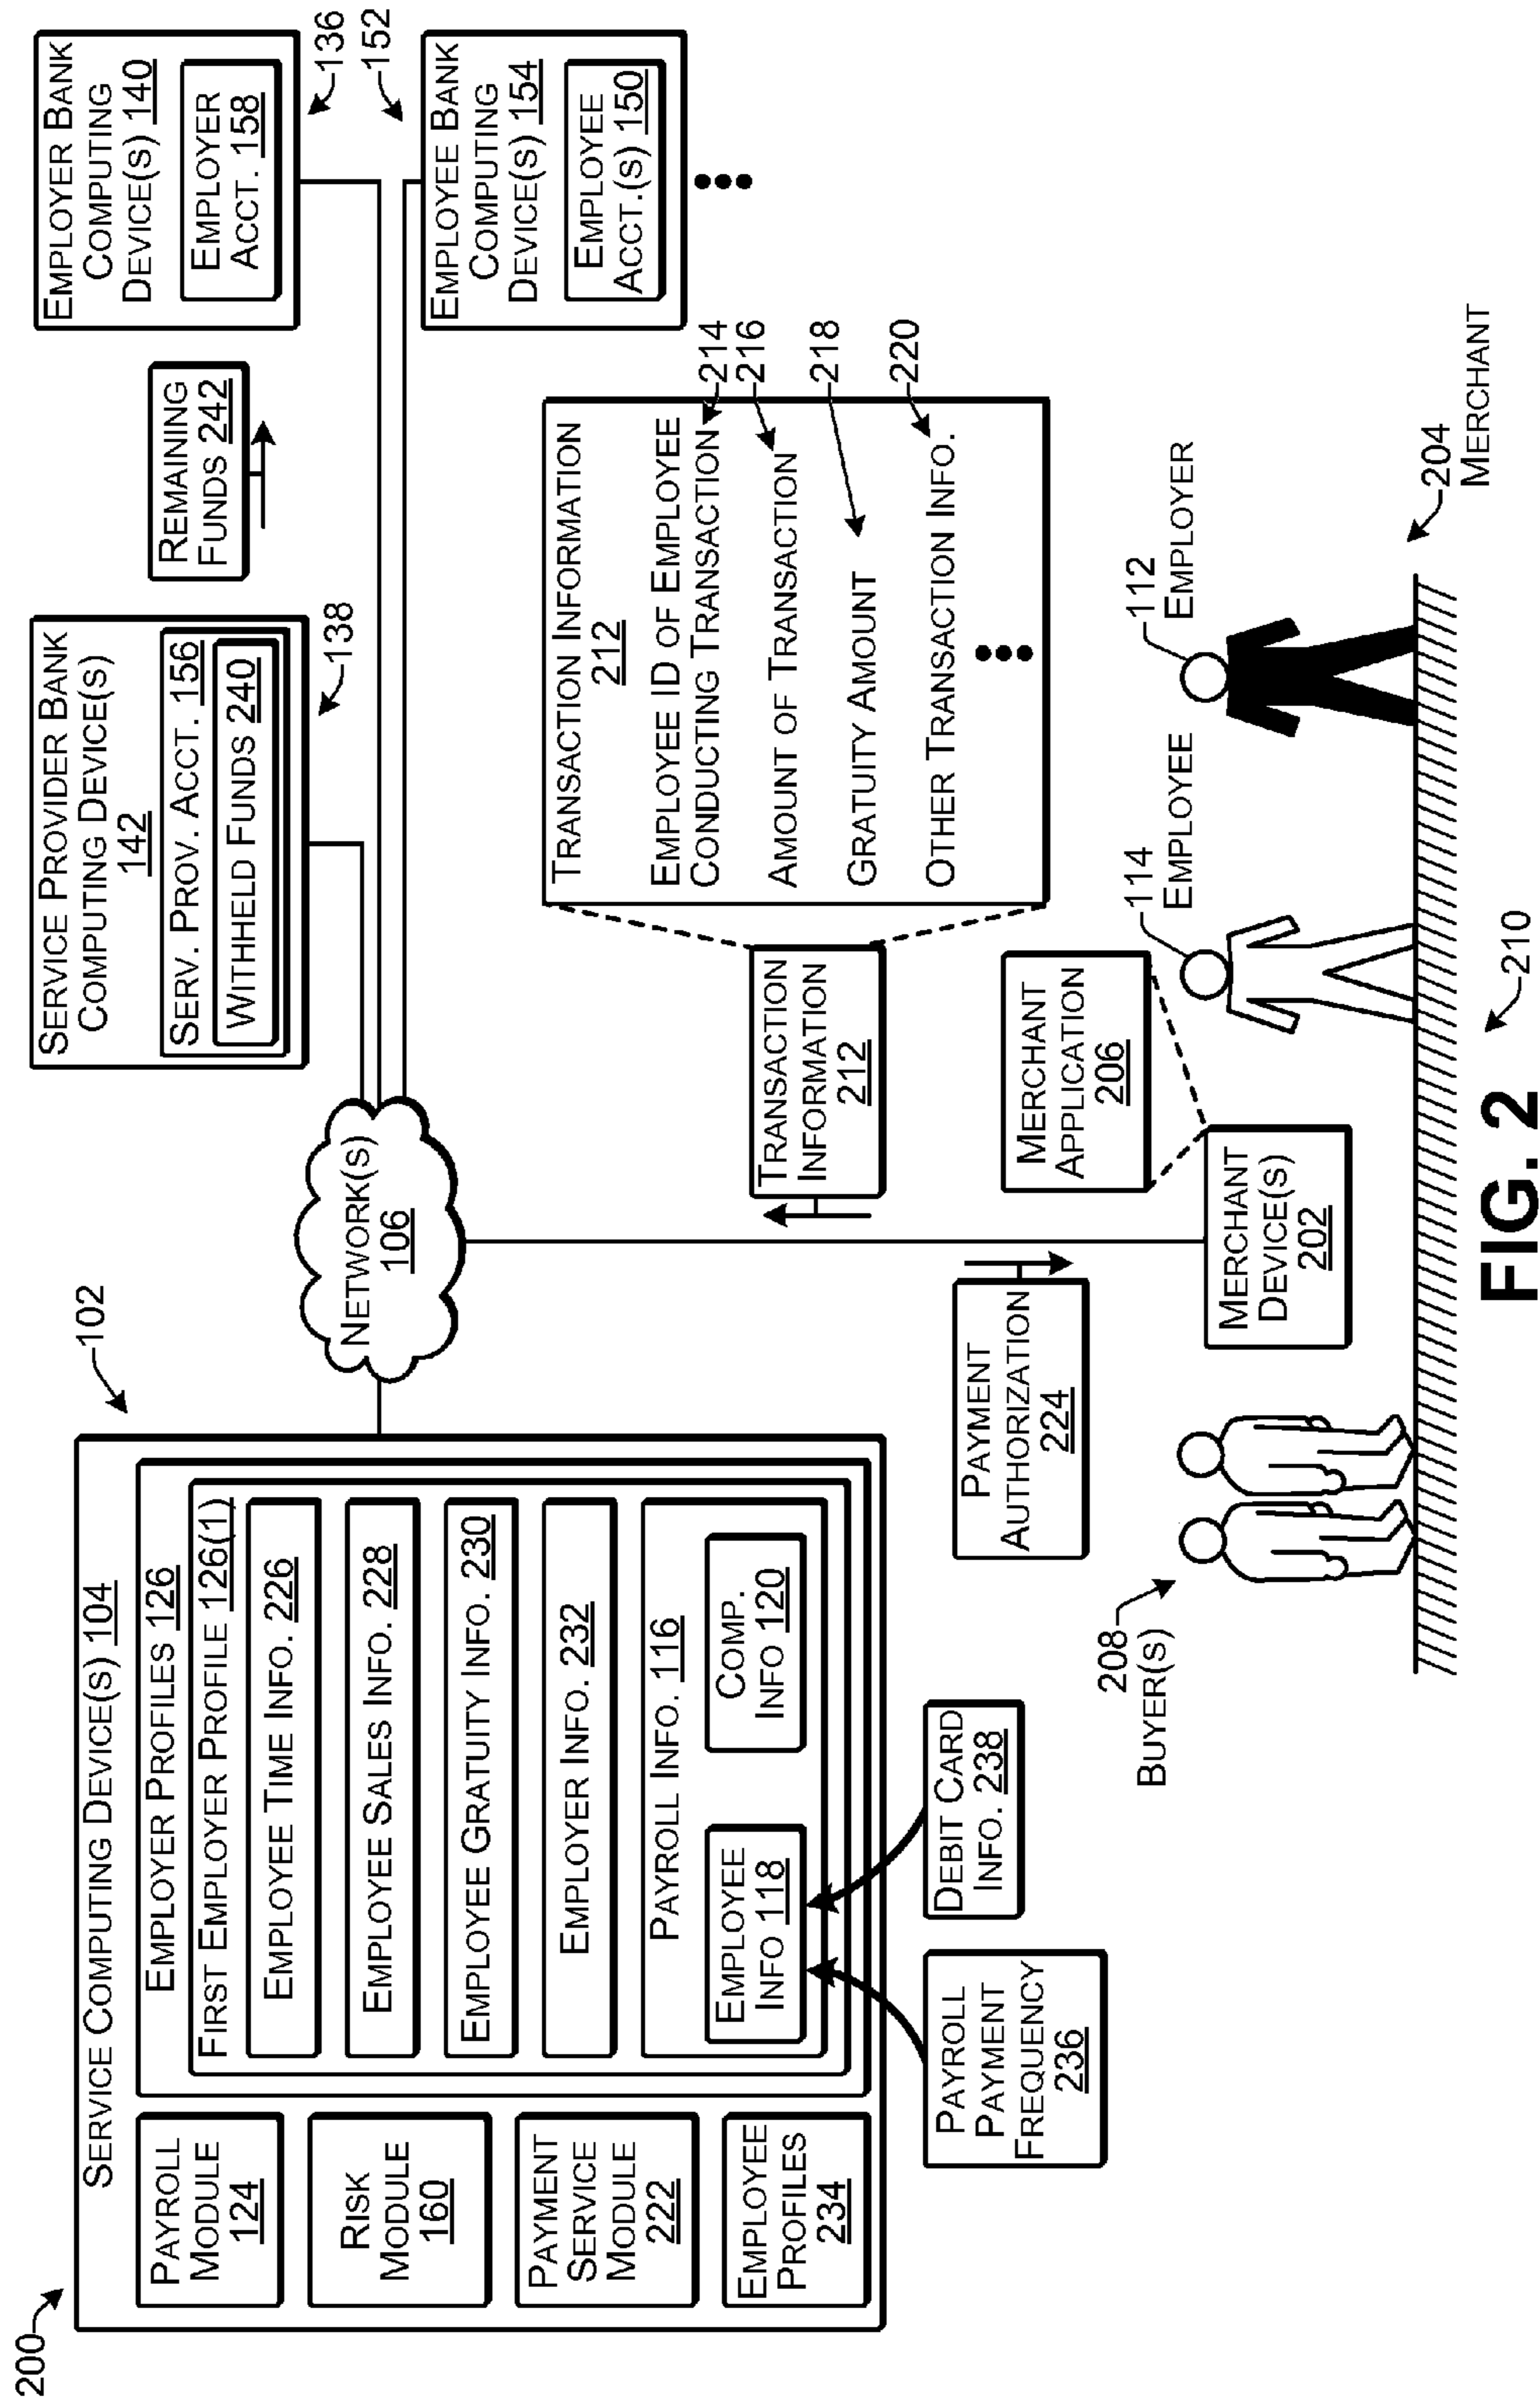 200
102
SERVICE COMPUTING DEVICE(S) 104
PAYROLL
MODULE
124
RISK
MODULE
160
PAYMENT
SERVICE
MODULE
222
EMPLOYEE
PROFILES
234
EMPLOYER PROFILES 126
FIRST EMPLOYER PROFILE 126(1)
EMPLOYEE TIME INFO. 226
EMPLOYEE SALES INFO. 228
EMPLOYEE GRATUITY INFO. 230
EMPLOYER INFO. 232
PAYROLL INFO. 116
EMPLOYEE
INFO 118
COMP.
INFO 120
PAYROLL
PAYMENT
FREQUENCY
236
DEBIT CARD
INFO. 238
NETWORK(S)
106
SERVICE PROVIDER BANK
COMPUTING DEVICE(S)
142
SERV. PROV. ACCT. 156
WITHHELD FUNDS 240
138
REMAINING
FUNDS 242
EMPLOYER BANK
COMPUTING
DEVICE(S) 140
EMPLOYER
ACCT. 158
136
152
EMPLOYEE BANK
COMPUTING
DEVICE(S) 154
EMPLOYEE
ACCT.(S) 150
TRANSACTION INFORMATION
212
EMPLOYEE ID OF EMPLOYEE
CONDUCTING TRANSACTION
214
AMOUNT OF TRANSACTION
216
GRATUITY AMOUNT
218
OTHER TRANSACTION INFO.
220
TRANSACTION
INFORMATION
212
PAYMENT
AUTHORIZATION
224
MERCHANT
APPLICATION
206
MERCHANT
DEVICE(S)
202
208
BUYER(S)
114
EMPLOYEE
112
EMPLOYER
204
MERCHANT
210
FIG. 2